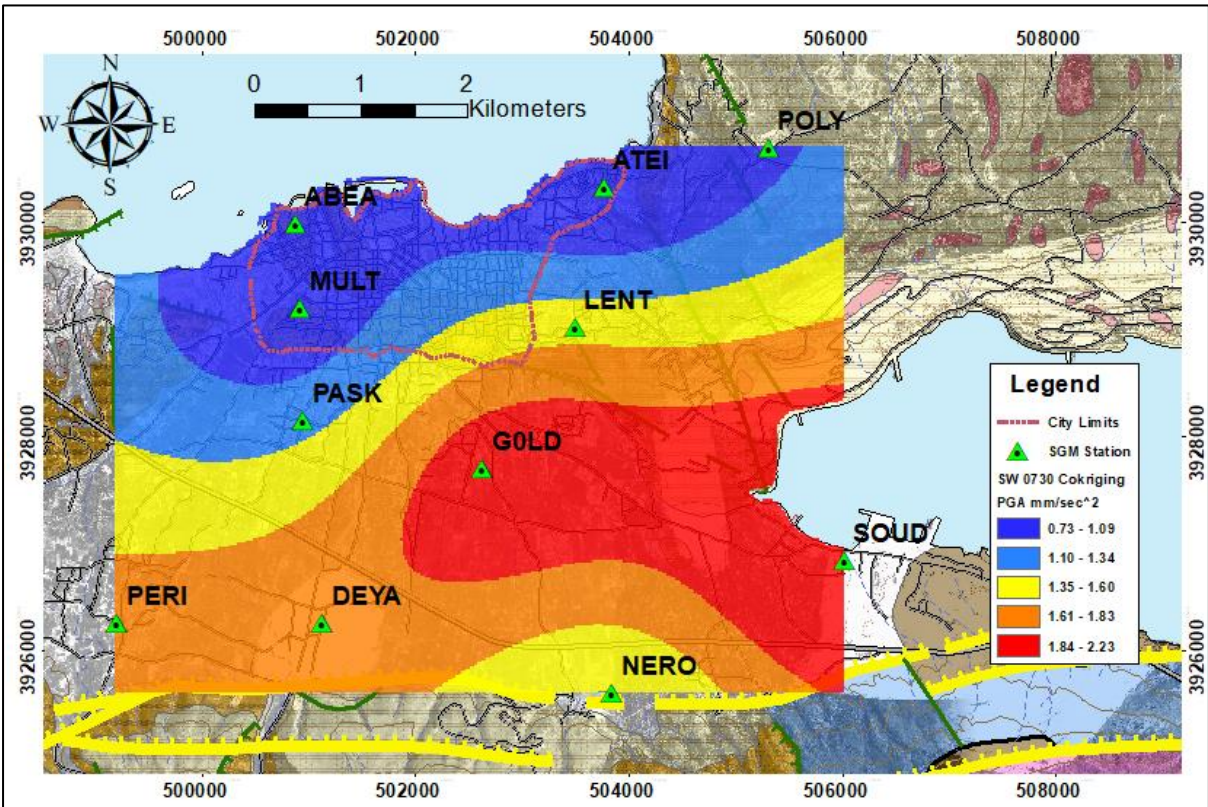 500000 502000 504000 506000 508000
N
W E
S
0 1 2
Kilometers
POLY
ATEI
ABEA
3930000
3930000
MULT
LENT
PASK
G0LD
3928000
3928000
Legend
City Limits
SGM Station
SW 0730 Cokriging
PGA mm/sec^2
0.73 - 1.09
1.10 - 1.34
1.35 - 1.60
1.61 - 1.83
1.84 - 2.23
SOUD
PERI DEYA
NERO
3926000
3926000
500000 502000 504000 506000 508000